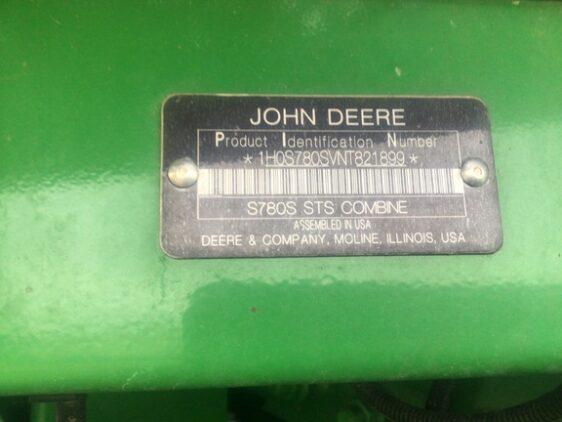 JOHN DEERE
Product Identification Number
*1H0S780SVNT821899*
S780S STS COMBINE
ASSEMBLED IN USA
DEERE & COMPANY, MOLINE, ILLINOIS, USA